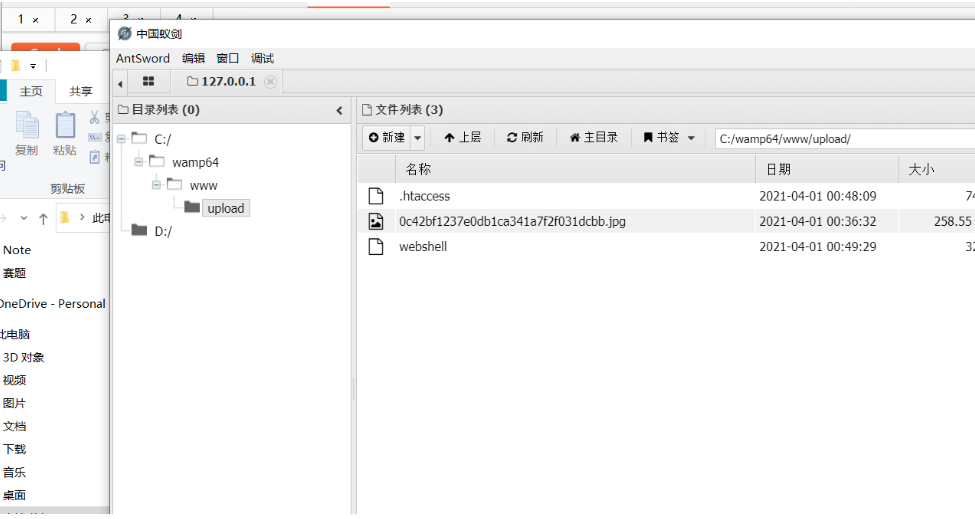 1 × 2 × 3 × 4 ×
中国蚁剑
AntSword 编辑 窗口 调试
127.0.0.1
主页 共享
目录列表 (0)
文件列表 (3)
新建 上层 刷新 主目录 书签 C:/wamp64/www/upload/
复制 粘贴
剪贴板
C:/
wamp64
www
upload
D:/
名称 日期 大小
.htaccess 2021-04-01 00:48:09 74
0c42bf1237e0db1ca341a7f2f031dcbb.jpg 2021-04-01 00:36:32 258.55
webshell 2021-04-01 00:49:29 32
此电
Note
赛题
OneDrive - Personal
此电脑
3D 对象
视频
图片
文档
下载
音乐
桌面